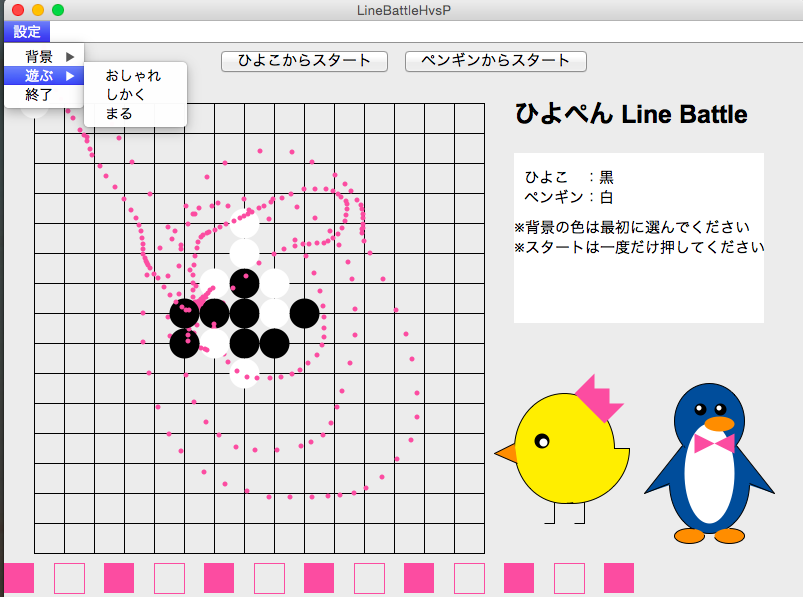 LineBattleHvsP
設定
背景
遊ぶ
終了
おしゃれ
しかく
まる
ひよこからスタート
ペンギンからスタート
ひよぺん Line Battle
ひよこ　：黒
ペンギン：白
※背景の色は最初に選んでください
※スタートは一度だけ押してください